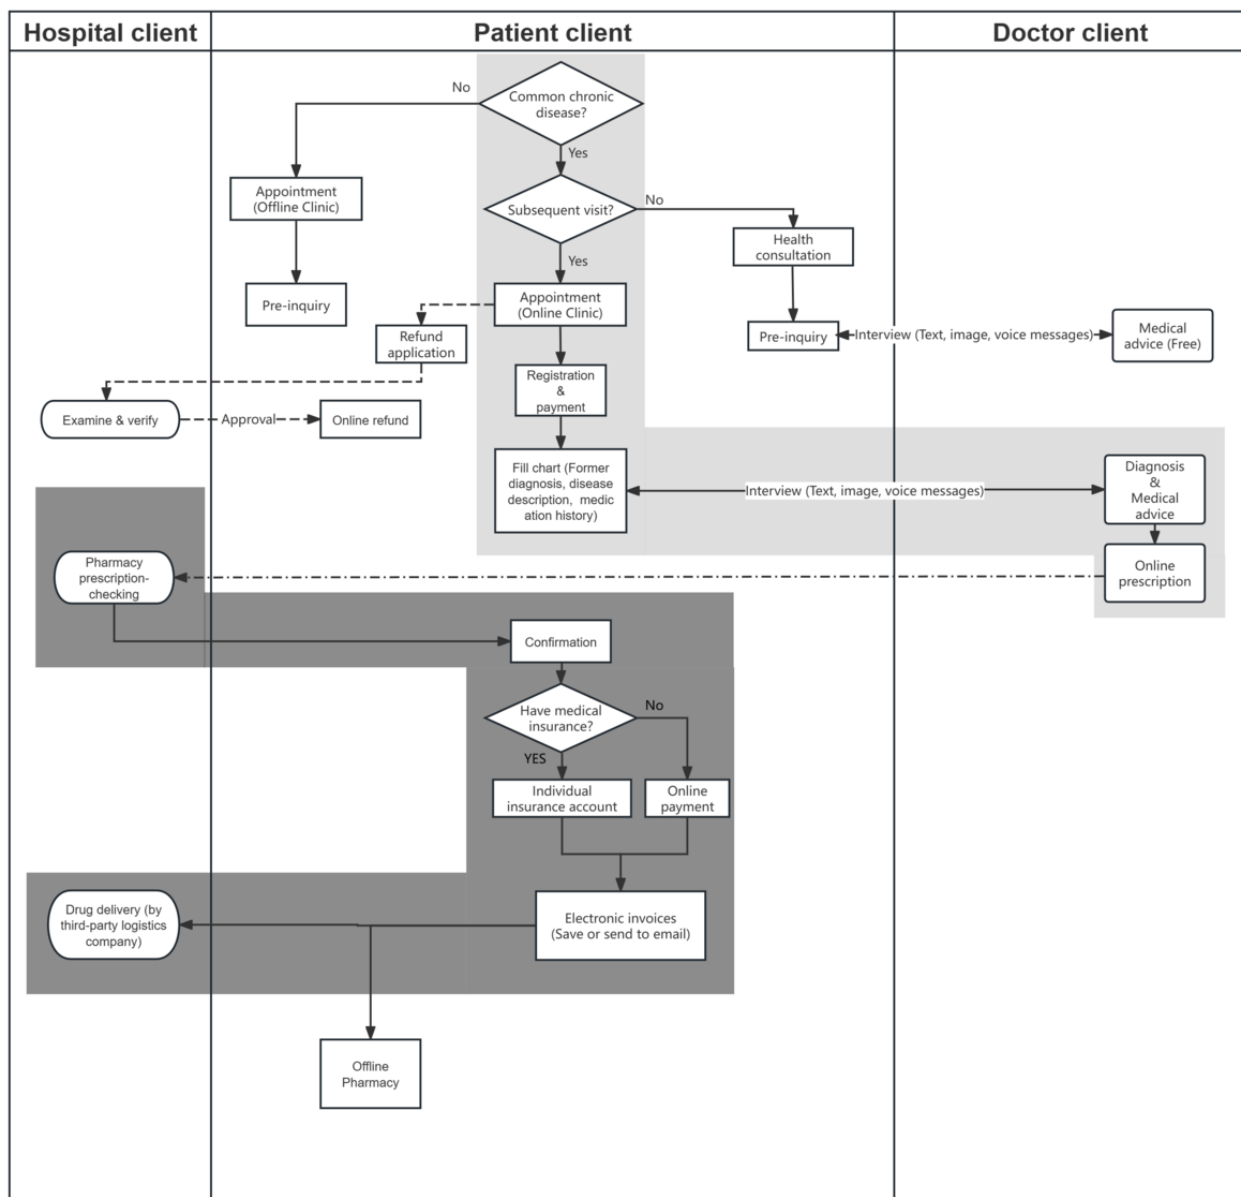 Hospital client
Patient client
Doctor client
No
Common chronic
disease?
Yes
Appointment
(Offline Clinic)
Subsequent visit?
No
Health
consultation
Yes
Pre-inquiry
Appointment
(Online Clinic)
Refund
application
Pre-inquiry
Interview (Text, image, voice messages)
Medical
advice (Free)
Registration
&
payment
Examine & verify
Approval
Online refund
Fill chart (Former
diagnosis, disease
description, medic
ation history)
Interview (Text, image, voice messages)
Diagnosis
&
Medical
advice
Pharmacy
prescription-
checking
Online
prescription
Confirmation
Have medical
insurance?
No
YES
Individual
insurance account
Online
payment
Drug delivery (by
third-party logistics
company)
Electronic invoices
(Save or send to email)
Offline
Pharmacy